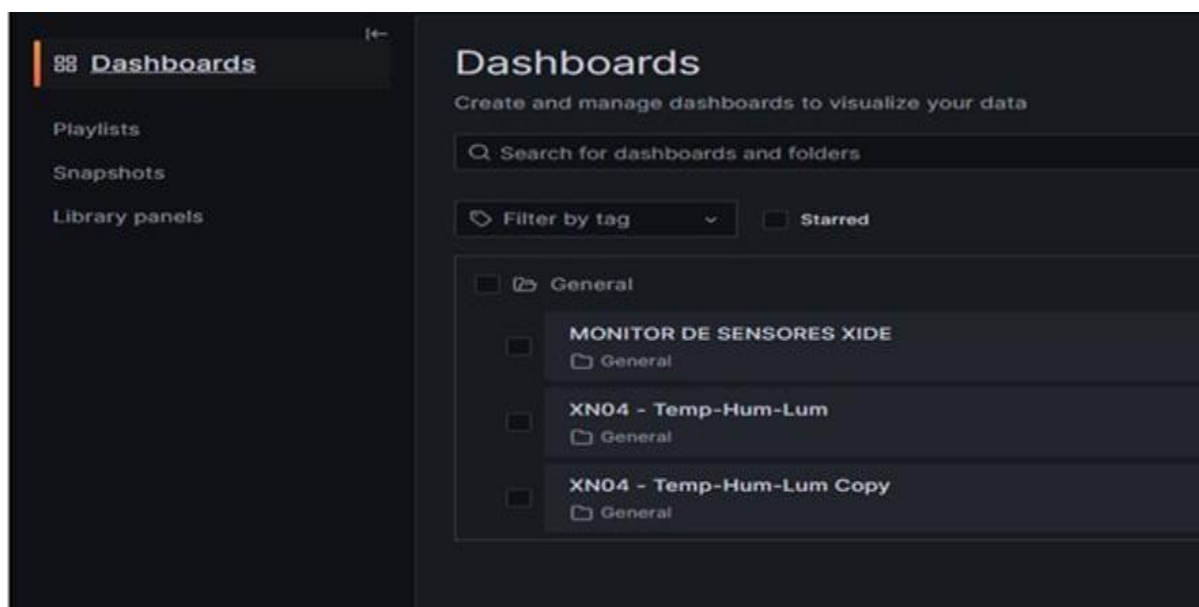 Dashboards
Playlists
Snapshots
Library panels
Dashboards
Create and manage dashboards to visualize your data
Search for dashboards and folders
Filter by tag
Starred
General
MONITOR DE SENSORES XIDE
General
XN04 - Temp-Hum-Lum
General
XN04 - Temp-Hum-Lum Copy
General